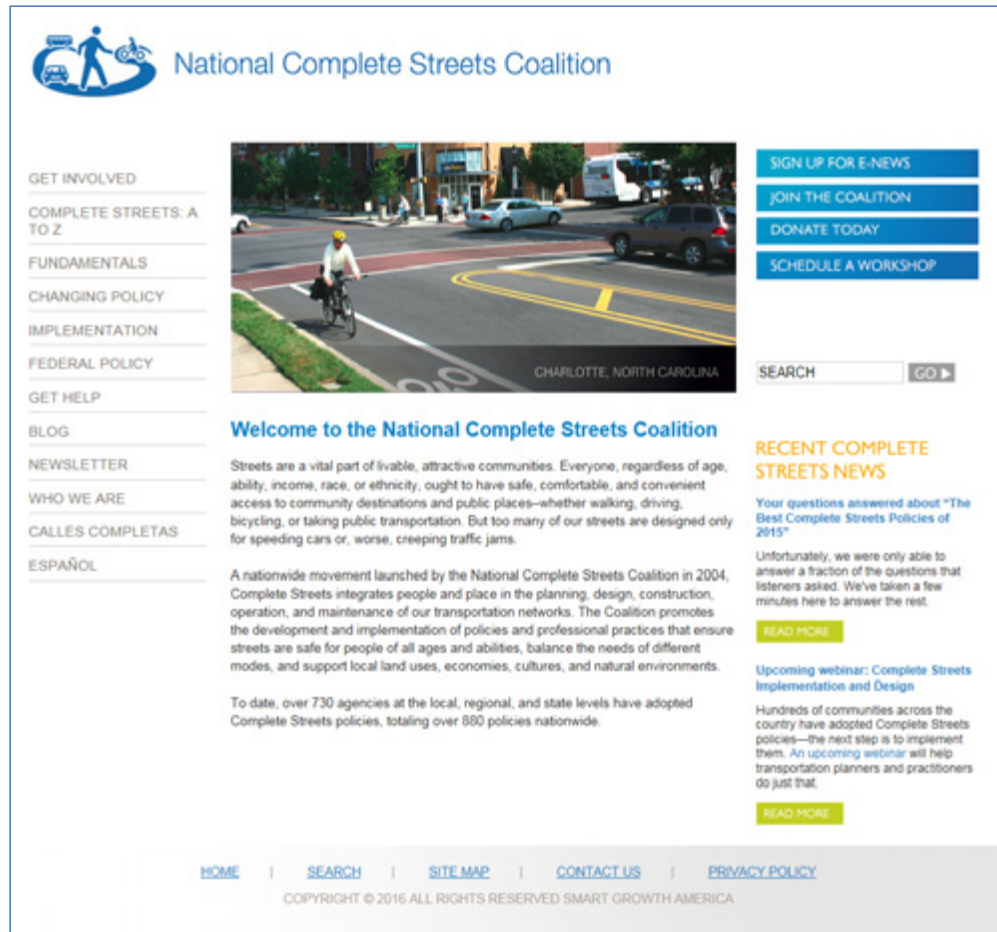 National Complete Streets Coalition
GET INVOLVED
COMPLETE STREETS: A
TO Z
FUNDAMENTALS
CHANGING POLICY
IMPLEMENTATION
FEDERAL POLICY
GET HELP
BLOG
NEWSLETTER
WHO WE ARE
CALLES COMPLETAS
ESPAÑOL
CHARLOTTE, NORTH CAROLINA
Welcome to the National Complete Streets Coalition
Streets are a vital part of livable, attractive communities. Everyone, regardless of age,
ability, income, race, or ethnicity, ought to have safe, comfortable, and convenient
access to community destinations and public places–whether walking, driving,
bicycling, or taking public transportation. But too many of our streets are designed only
for speeding cars or, worse, creeping traffic jams.
A nationwide movement launched by the National Complete Streets Coalition in 2004,
Complete Streets integrates people and place in the planning, design, construction,
operation, and maintenance of our transportation networks. The Coalition promotes
the development and implementation of policies and professional practices that ensure
streets are safe for people of all ages and abilities, balance the needs of different
modes, and support local land uses, economies, cultures, and natural environments.
To date, over 730 agencies at the local, regional, and state levels have adopted
Complete Streets policies, totaling over 880 policies nationwide.
SIGN UP FOR E-NEWS
JOIN THE COALITION
DONATE TODAY
SCHEDULE A WORKSHOP
SEARCH GO
RECENT COMPLETE
STREETS NEWS
Your questions answered about “The
Best Complete Streets Policies of
2015”
Unfortunately, we were only able to
answer a fraction of the questions that
listeners asked. We've taken a few
minutes here to answer the rest.
READ MORE
Upcoming webinar: Complete Streets
Implementation and Design
Hundreds of communities across the
country have adopted Complete Streets
policies—the next step is to implement
them. An upcoming webinar will help
transportation planners and practitioners
do just that.
READ MORE
HOME | SEARCH | SITE MAP | CONTACT US | PRIVACY POLICY
COPYRIGHT © 2016 ALL RIGHTS RESERVED SMART GROWTH AMERICA